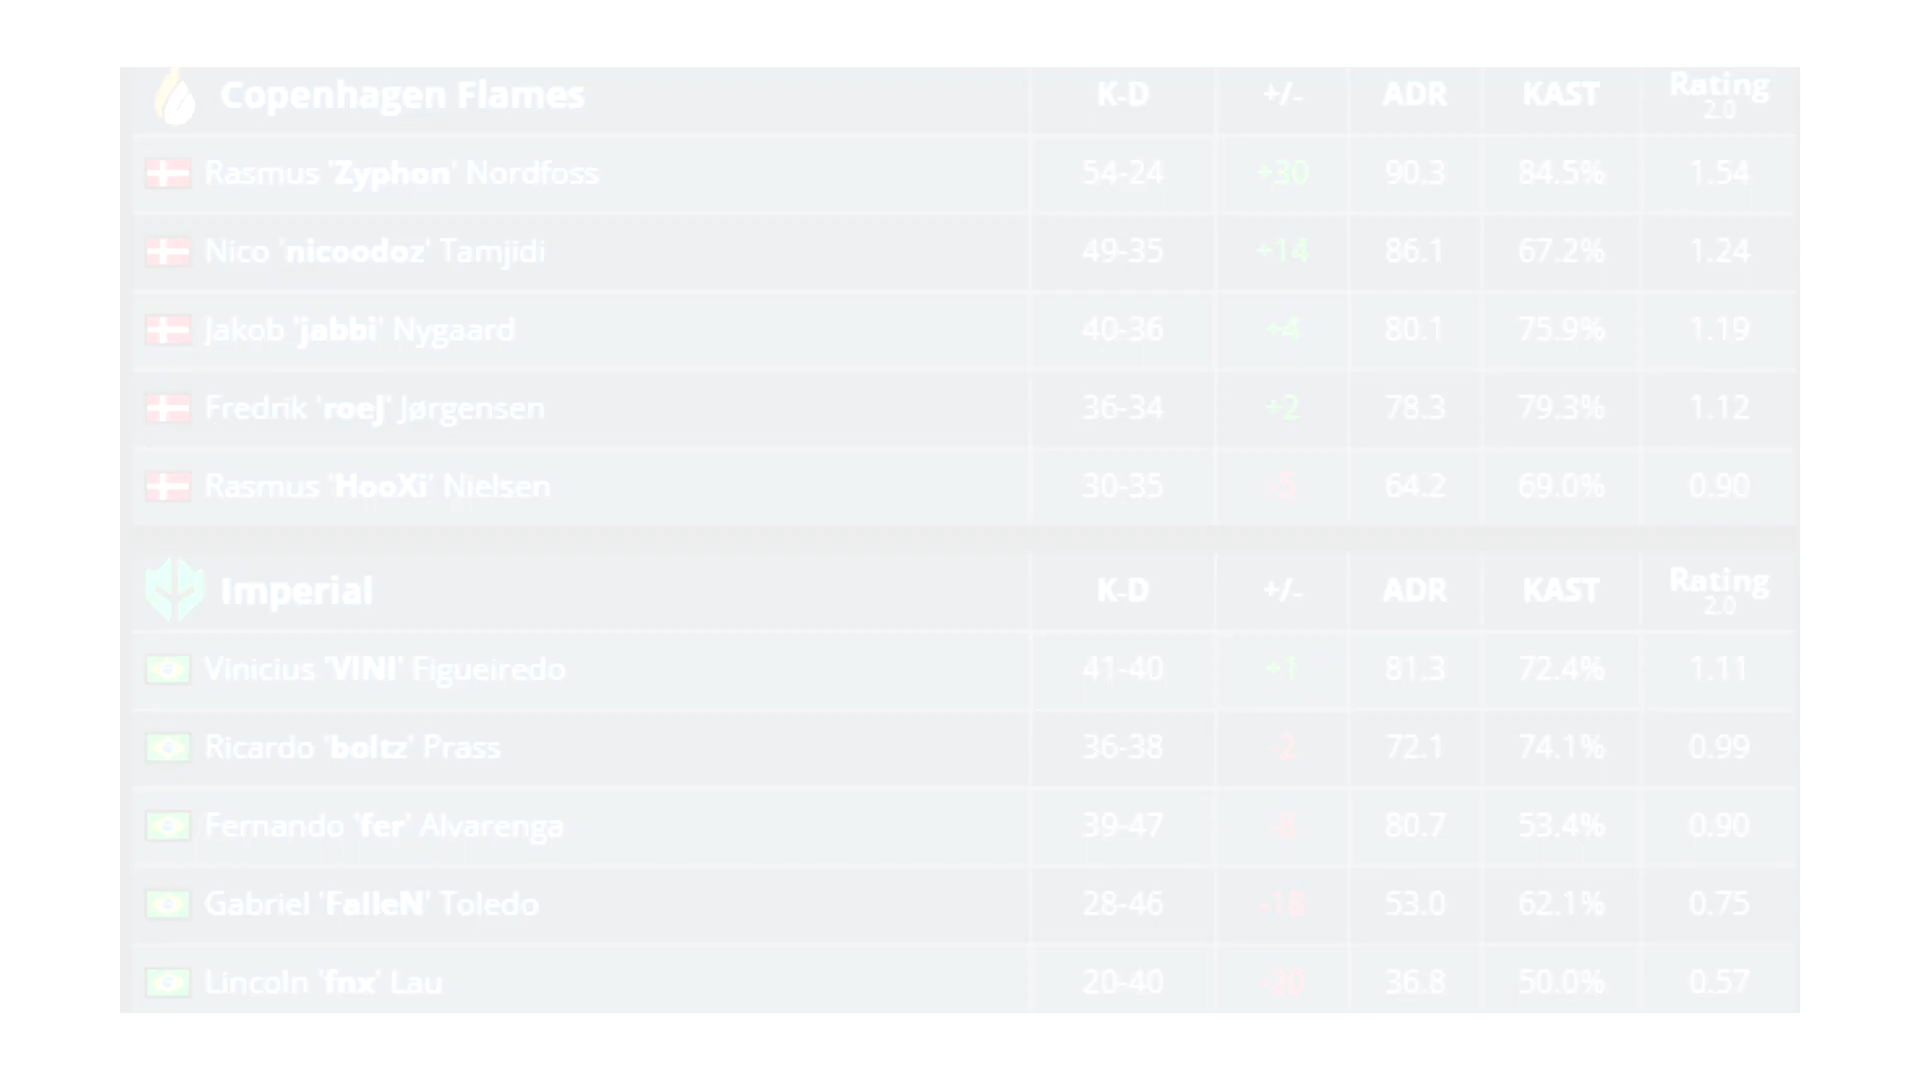 Copenhagen Flames K-D +/- ADR KAST Rating 2.0
Rasmus 'Zyphon' Nordfoss 54-24 +30 90.3 84.5% 1.54
Nico 'nicoodoz' Tamjidi 49-35 +14 86.1 67.2% 1.24
Jakob 'jabbi' Nygaard 40-36 +4 80.1 75.9% 1.19
Fredrik 'roeJ' Jørgensen 36-34 +2 78.3 79.3% 1.12
Rasmus 'HooXi' Nielsen 30-35 -5 64.2 69.0% 0.90
Imperial K-D +/- ADR KAST Rating 2.0
Vinicius 'VINI' Figueiredo 41-40 +1 81.3 72.4% 1.11
Ricardo 'boltz' Prass 36-38 -2 72.1 74.1% 0.99
Fernando 'fer' Alvarenga 39-47 -8 80.7 53.4% 0.90
Gabriel 'FalleN' Toledo 28-46 -18 53.0 62.1% 0.75
Lincoln 'fnx' Lau 20-40 -20 36.8 50.0% 0.57